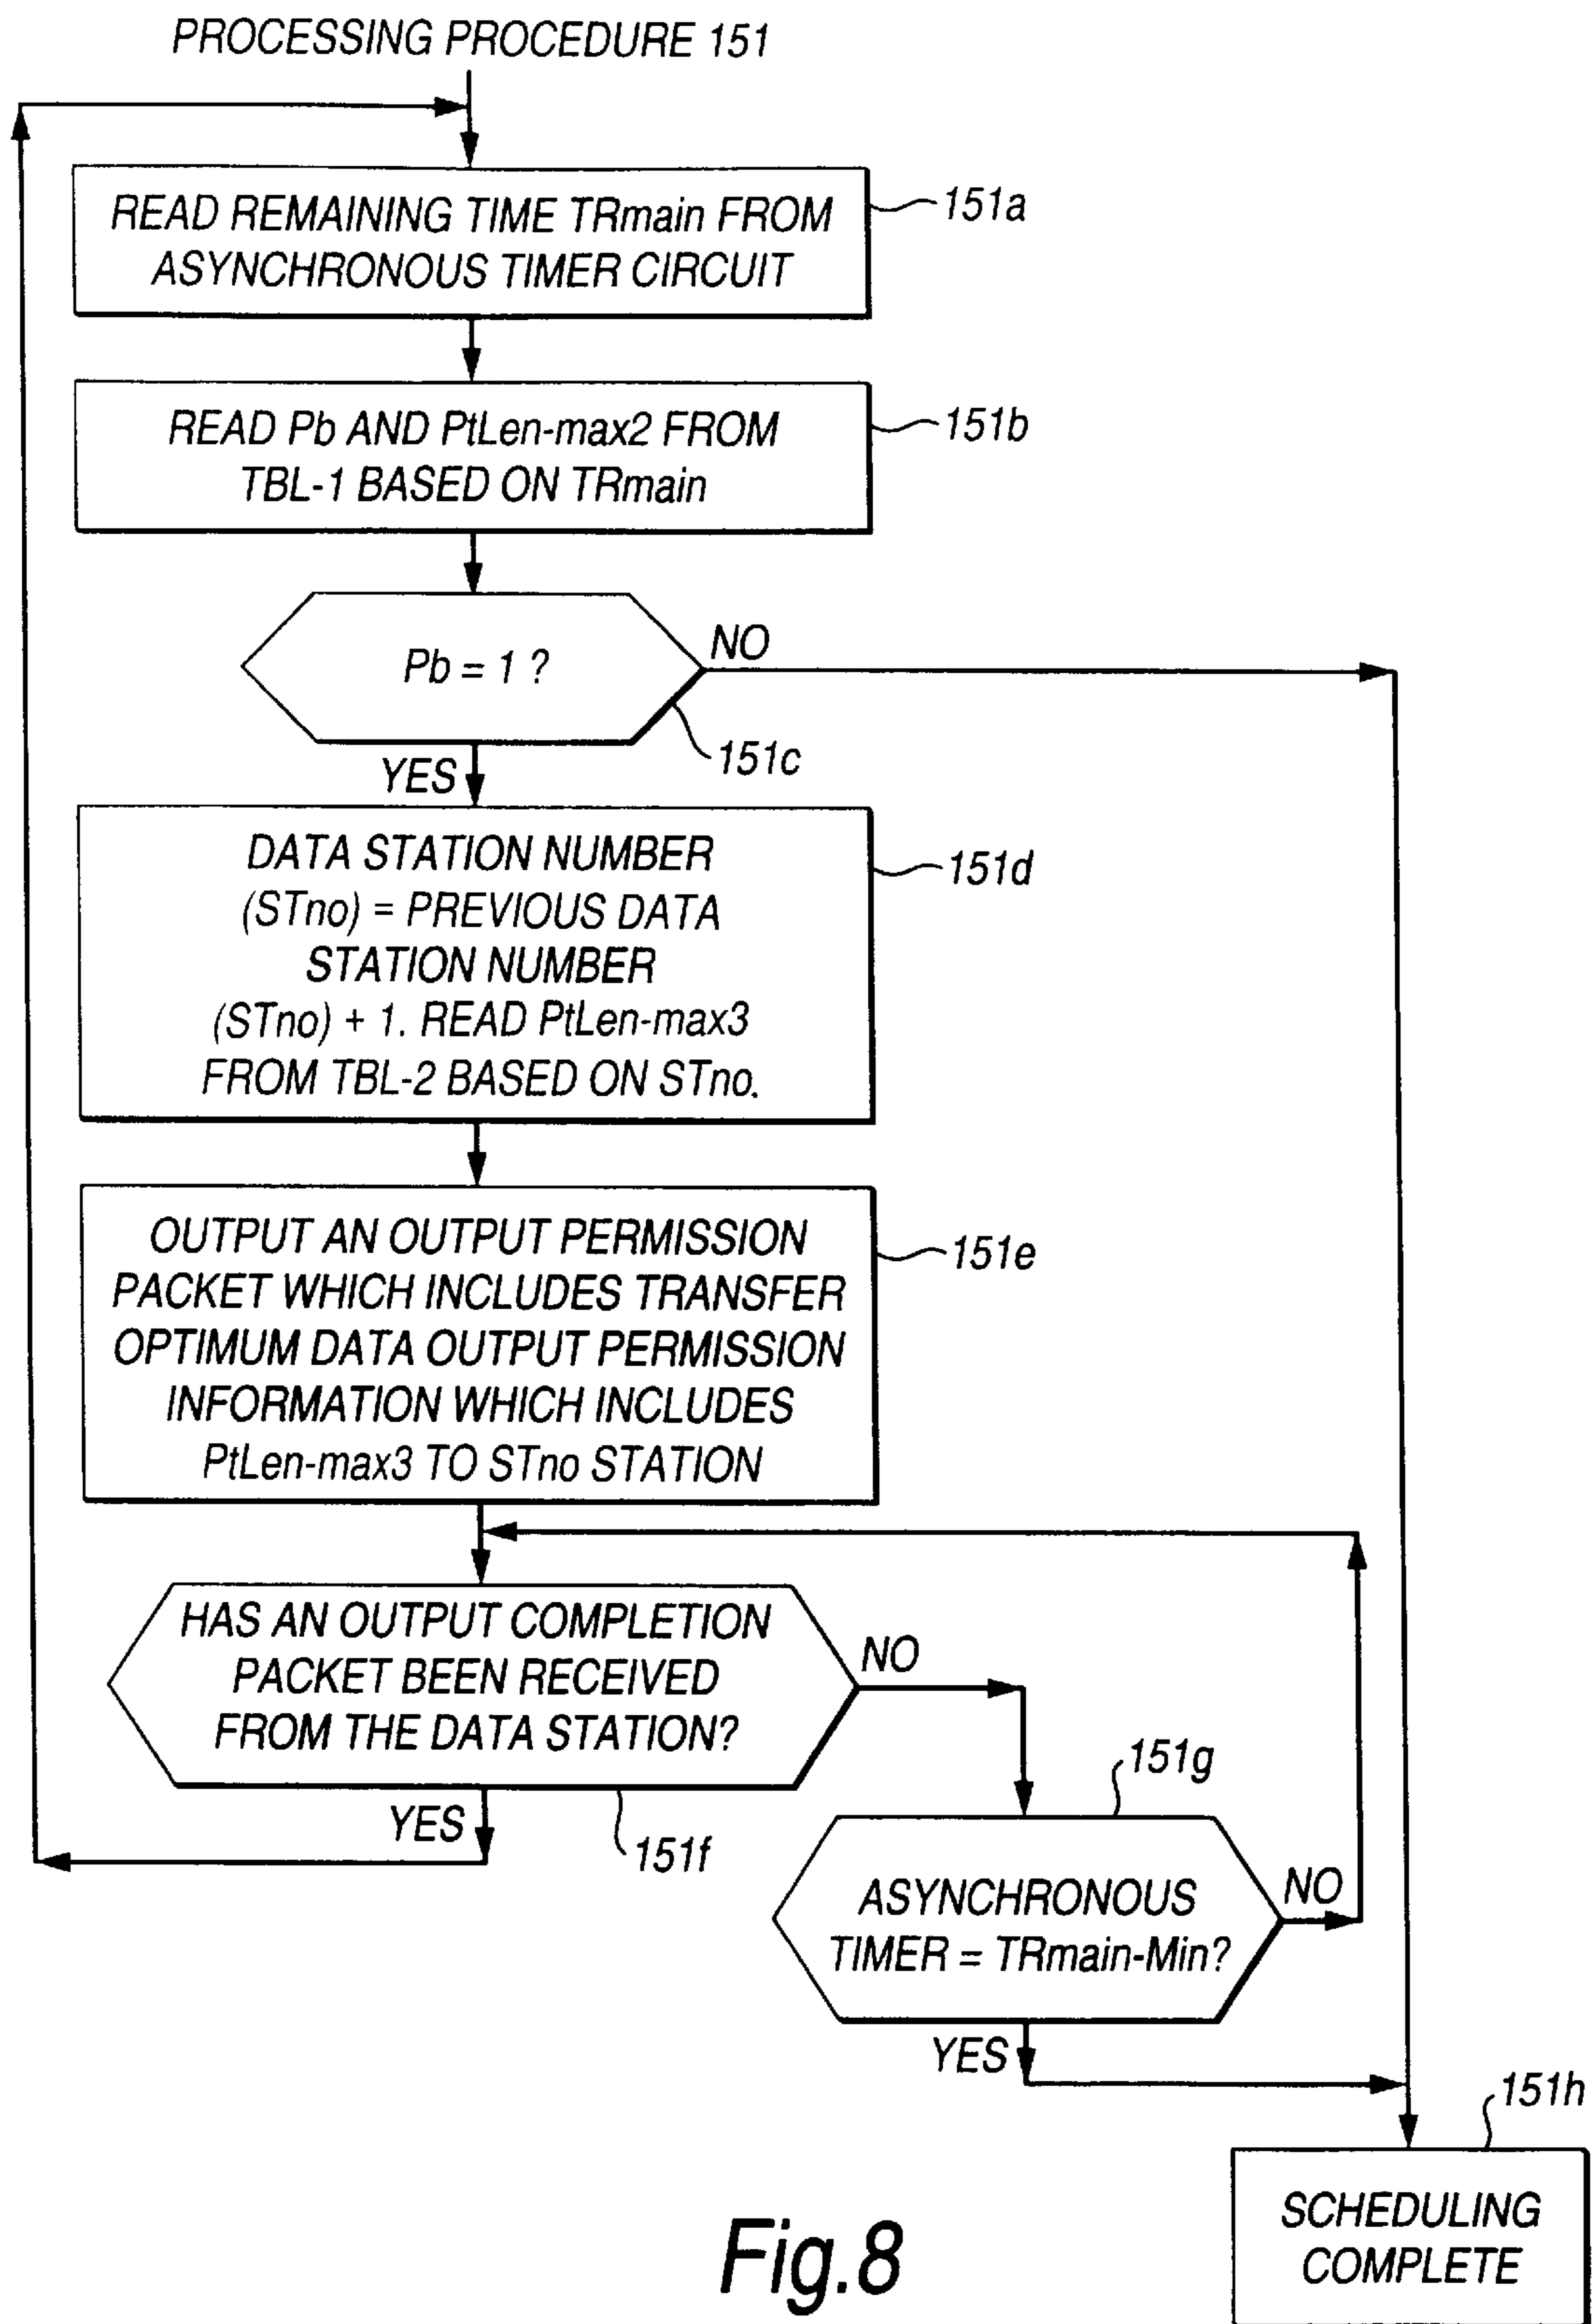 PROCESSING PROCEDURE 151
READ REMAINING TIME TRmain FROM
ASYNCHRONOUS TIMER CIRCUIT
151a
READ Pb AND PtLen-max2 FROM
TBL-1 BASED ON TRmain
151b
Pb = 1 ?
NO
151c
YES
DATA STATION NUMBER
(STno) = PREVIOUS DATA
STATION NUMBER
(STno) + 1. READ PtLen-max3
FROM TBL-2 BASED ON STno.
151d
OUTPUT AN OUTPUT PERMISSION
PACKET WHICH INCLUDES TRANSFER
OPTIMUM DATA OUTPUT PERMISSION
INFORMATION WHICH INCLUDES
PtLen-max3 TO STno STATION
151e
HAS AN OUTPUT COMPLETION
PACKET BEEN RECEIVED
FROM THE DATA STATION?
NO
YES
151f
151g
ASYNCHRONOUS
TIMER = TRmain-Min?
NO
YES
151h
SCHEDULING
COMPLETE
Fig.8